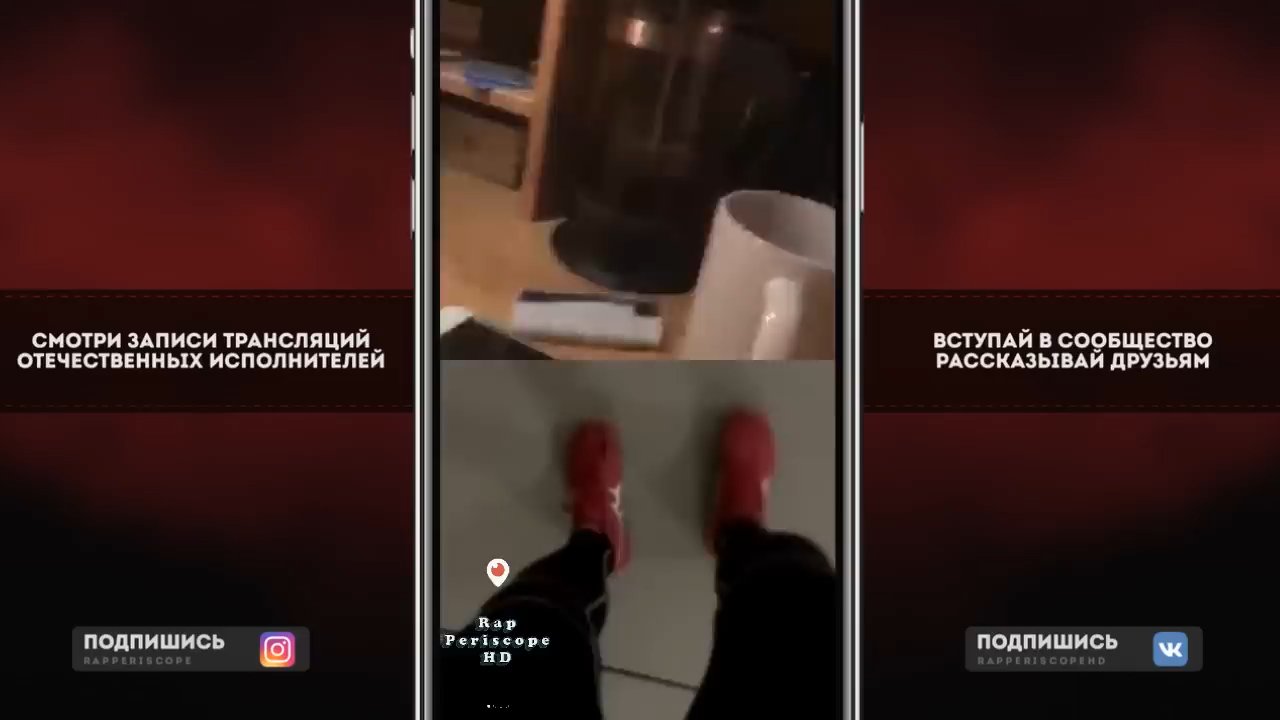 СМОТРИ ЗАПИСИ ТРАНСЛЯЦИЙ
ОТЕЧЕСТВЕННЫХ ИСПОЛНИТЕЛЕЙ
ВСТУПАЙ В СООБЩЕСТВО
РАССКАЗЫВАЙ ДРУЗЬЯМ
Rap
Periscope
HD
ПОДПИШИСЬ
RAPPERISCOPE
ПОДПИШИСЬ
RAPPERISCOPEHD